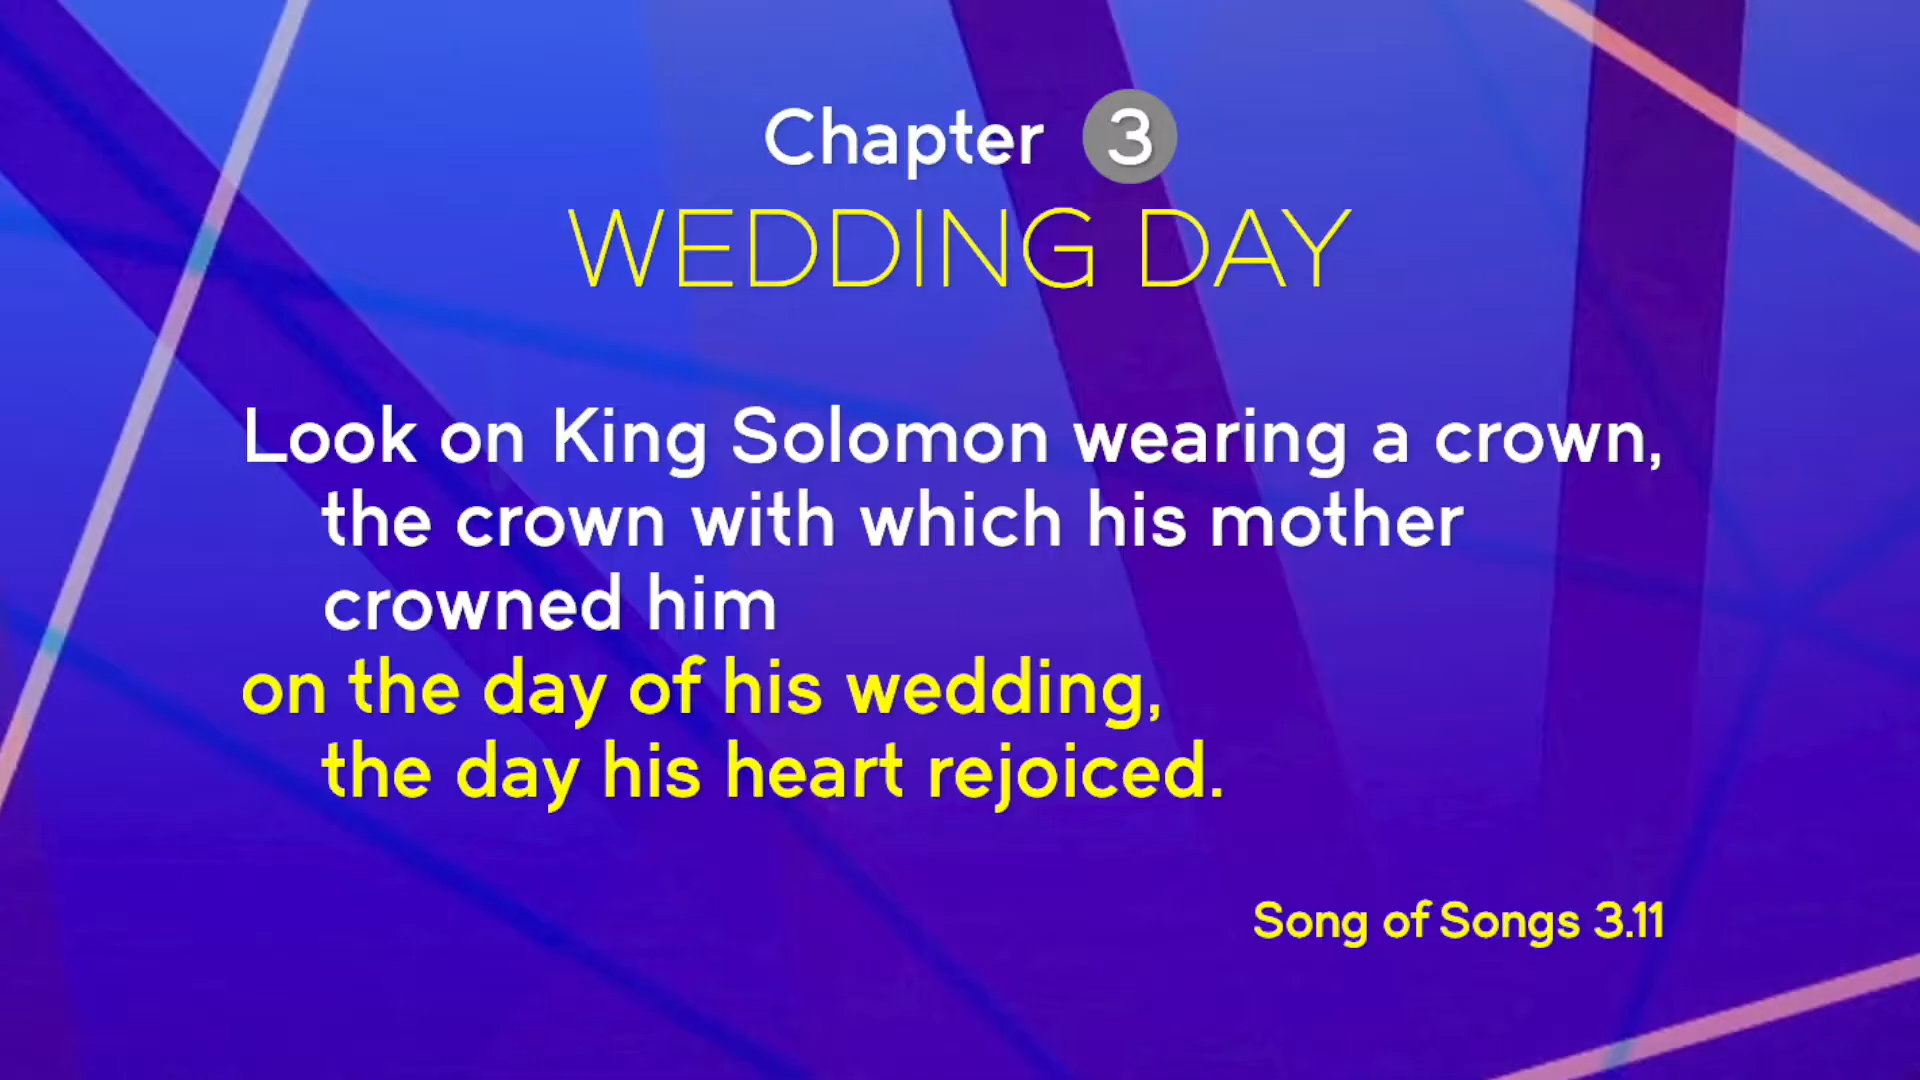 Chapter 3
WEDDING DAY
Look on King Solomon wearing a crown,
the crown with which his mother
crowned him
on the day of his wedding,
the day his heart rejoiced.
Song of Songs 3.11